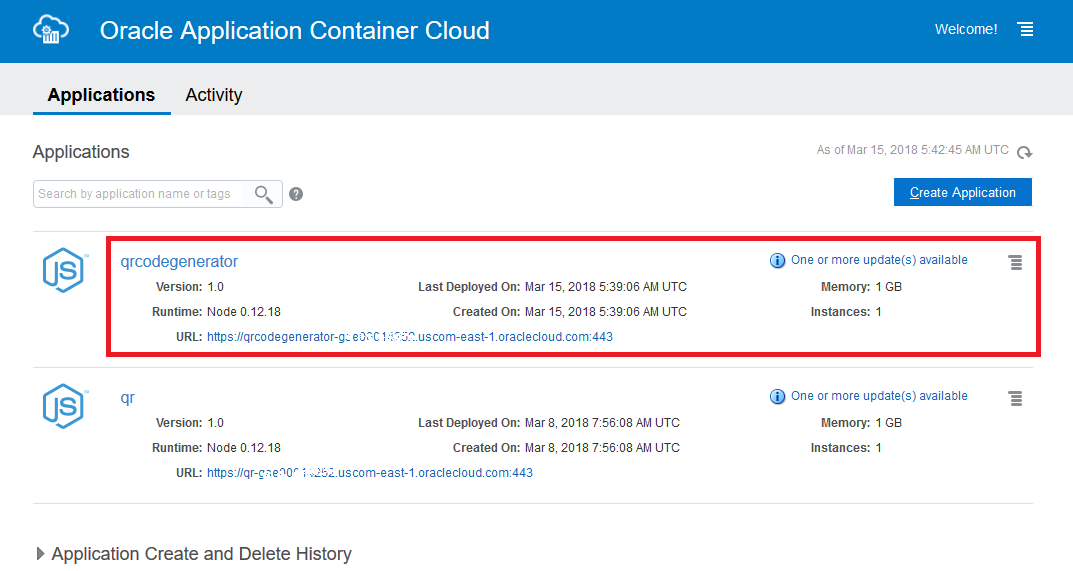 Oracle Application Container Cloud
Welcome!
Applications
Activity
Applications
As of Mar 15, 2018 5:42:45 AM UTC
Search by application name or tags
?
Create Application
JS
qrcodegenerator
One or more update(s) available
Version: 1.0
Last Deployed On: Mar 15, 2018 5:39:06 AM UTC
Memory: 1 GB
Runtime: Node 0.12.18
Created On: Mar 15, 2018 5:39:06 AM UTC
Instances: 1
URL: .uscom-east-1.oraclecloud.com:443
JS
qr
One or more update(s) available
Version: 1.0
Last Deployed On: Mar 8, 2018 7:56:08 AM UTC
Memory: 1 GB
Runtime: Node 0.12.18
Created On: Mar 8, 2018 7:56:08 AM UTC
Instances: 1
URL: .uscom-east-1.oraclecloud.com:443
Application Create and Delete History